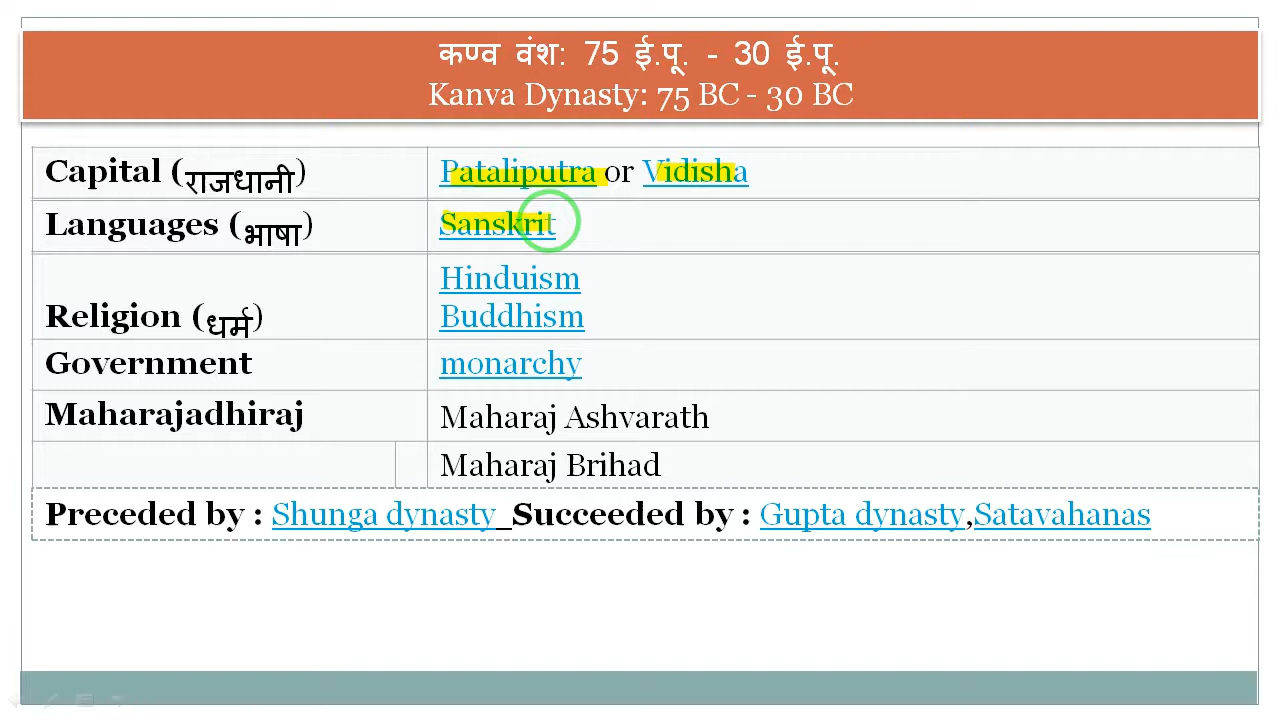 कण्व वंश: 75 ई.पू. - 30 ई.पू.
Kanva Dynasty: 75 BC - 30 BC
Capital (राजधानी) Pataliputra or Vidisha
Languages (भाषा) Sanskrit
Hinduism
Religion (धर्म) Buddhism
Government monarchy
Maharajadhiraj Maharaj Ashvarath
Maharaj Brihad
Preceded by : Shunga dynasty Succeeded by : Gupta dynasty,Satavahanas